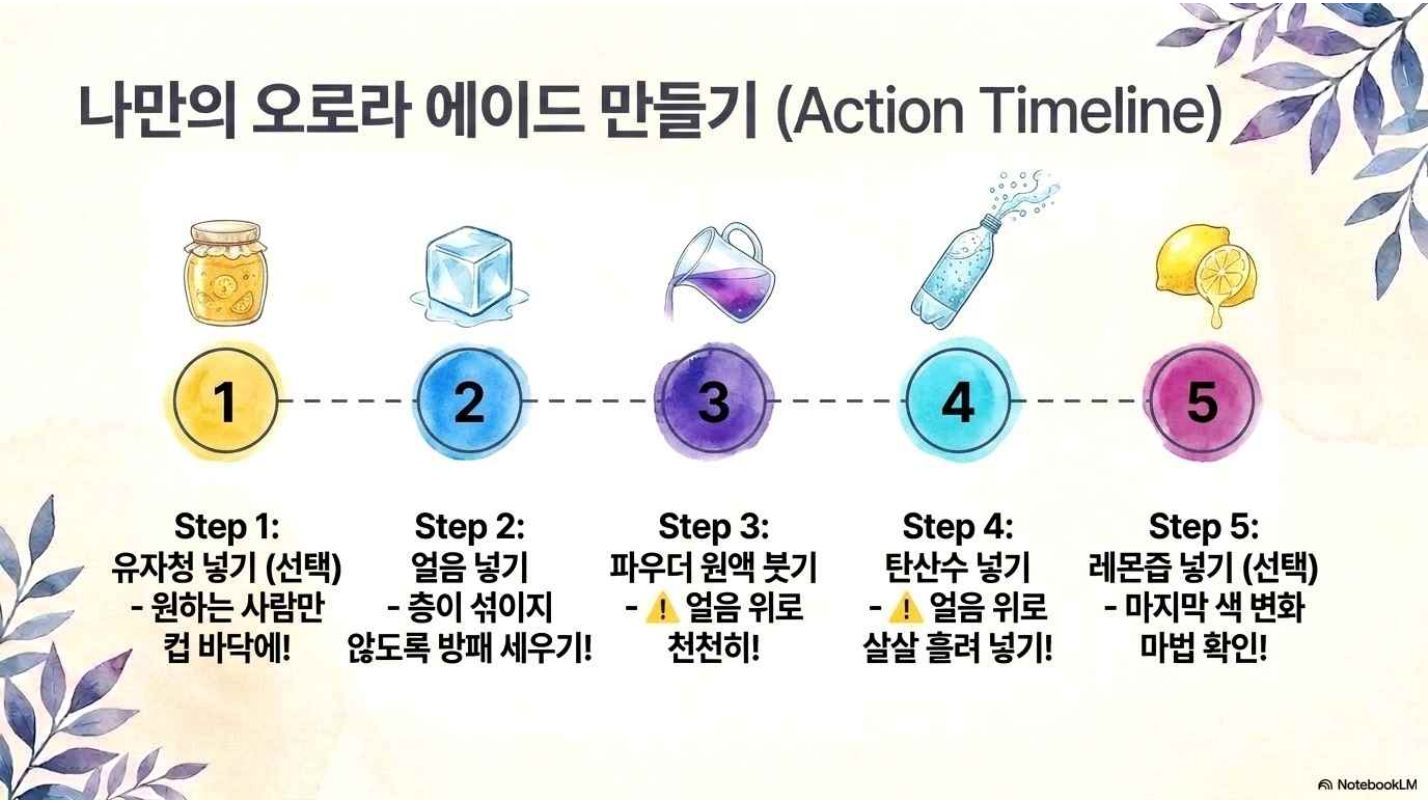 나만의 오로라 에이드 만들기 (Action Timeline)
1
2
3
4
5
Step 1:
유자청 넣기 (선택)
- 원하는 사람만
컵 바닥에!
Step 2:
얼음 넣기
- 층이 섞이지
않도록 방패 세우기!
Step 3:
파우더 원액 붓기
- ⚠️ 얼음 위로
천천히!
Step 4:
탄산수 넣기
- ⚠️ 얼음 위로
살살 흘려 넣기!
Step 5:
레몬즙 넣기 (선택)
- 마지막 색 변화
마법 확인!
NotebookLM